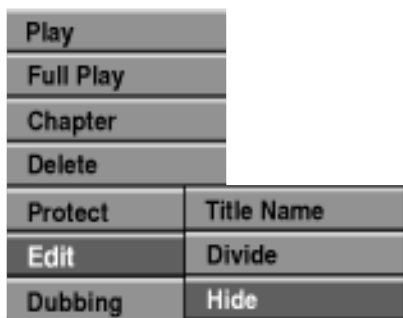 Play
Full Play
Chapter
Delete
Protect
Title Name
Edit
Divide
Dubbing
Hide